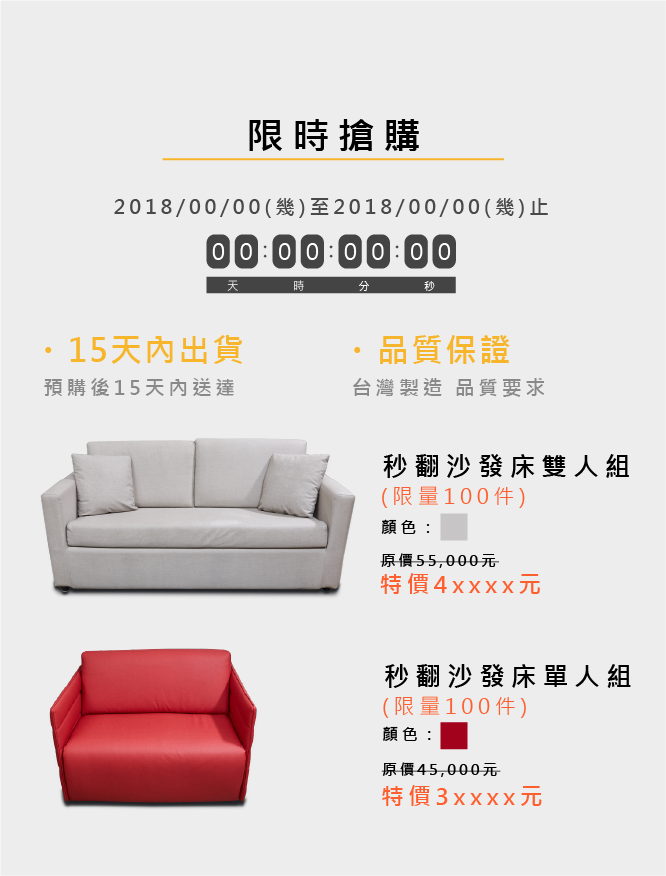 限時搶購
2018/00/00(幾)至2018/00/00(幾)止
00:00:00:00
天 時 分 秒
· 15天內出貨
預購後15天內送達
· 品質保證
台灣製造 品質要求
秒翻沙發床雙人組
(限量100件)
顏色：
原價55,000元
特價4xxxx元
秒翻沙發床單人組
(限量100件)
顏色：
原價45,000元
特價3xxxx元